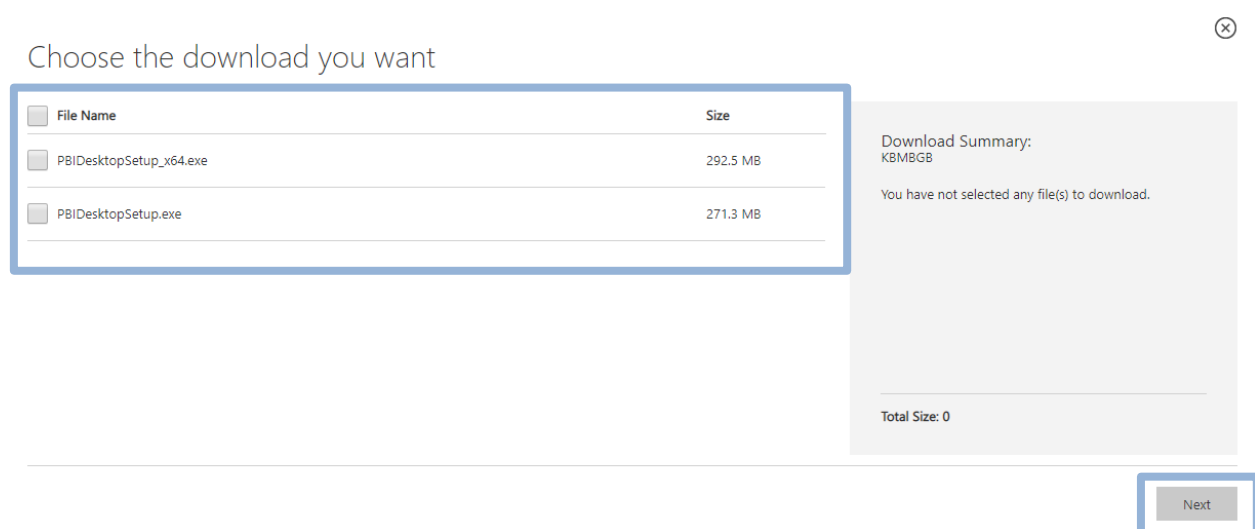 Choose the download you want
File Name Size
PBIDesktopSetup_x64.exe 292.5 MB
PBIDesktopSetup.exe 271.3 MB
Download Summary:
KBMBGB
You have not selected any file(s) to download.
Total Size: 0
Next